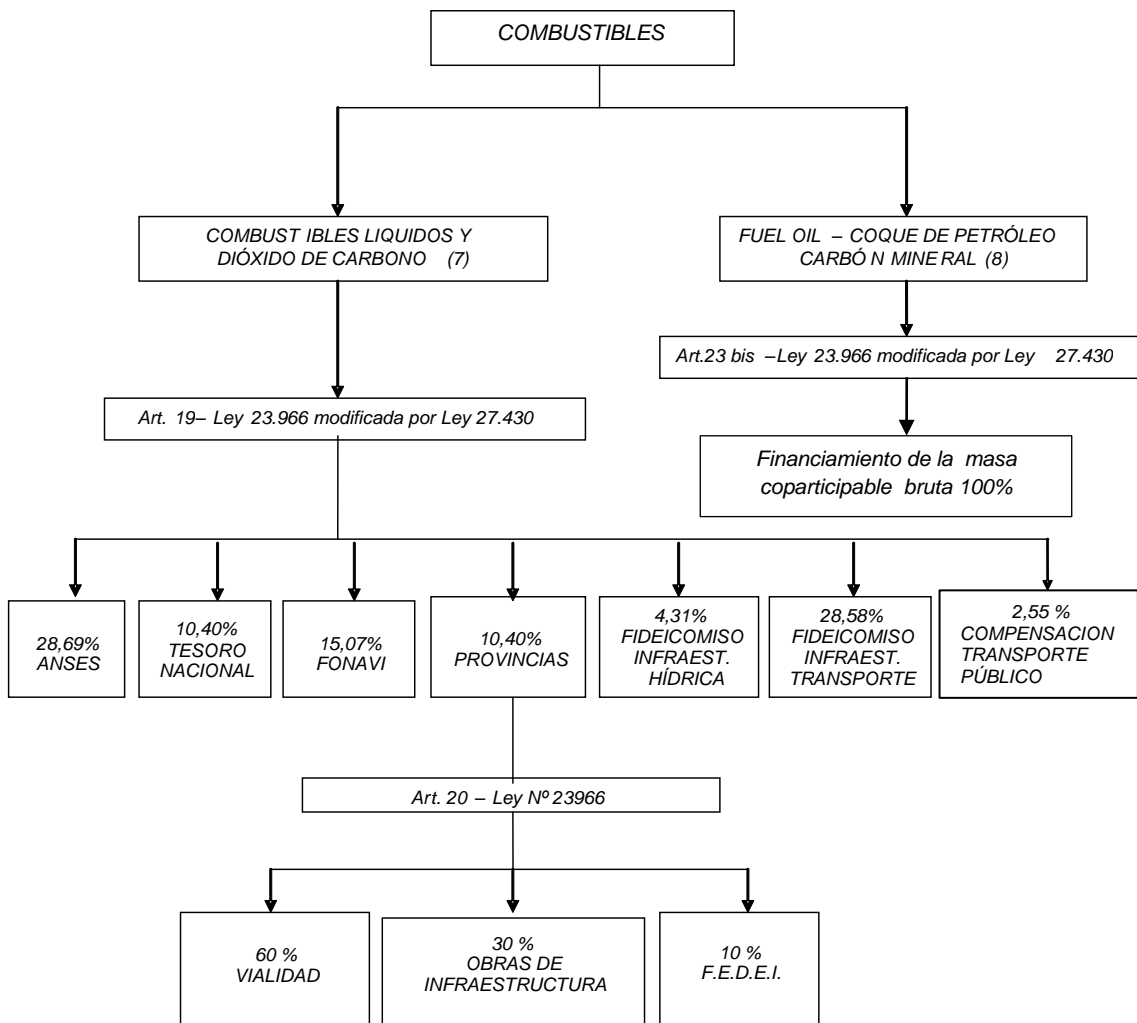 COMBUSTIBLES
COMBUST IBLES LIQUIDOS Y
DIÓXIDO DE CARBONO (7)
FUEL OIL – COQUE DE PETRÓLEO
CARBÓ N MINERAL (8)
Art.23 bis –Ley 23.966 modificada por Ley 27.430
Art. 19– Ley 23.966 modificada por Ley 27.430
Financiamiento de la masa
coparticipable bruta 100%
28,69%
ANSES
10,40%
TESORO
NACIONAL
15,07%
FONAVI
10,40%
PROVINCIAS
4,31%
FIDEICOMISO
INFRAEST.
HÍDRICA
28,58%
FIDEICOMISO
INFRAEST.
TRANSPORTE
2,55 %
COMPENSACION
TRANSPORTE
PÚBLICO
Art. 20 – Ley Nº 23966
60 %
VIALIDAD
30 %
OBRAS DE
INFRAESTRUCTURA
10 %
F.E.D.E.I.